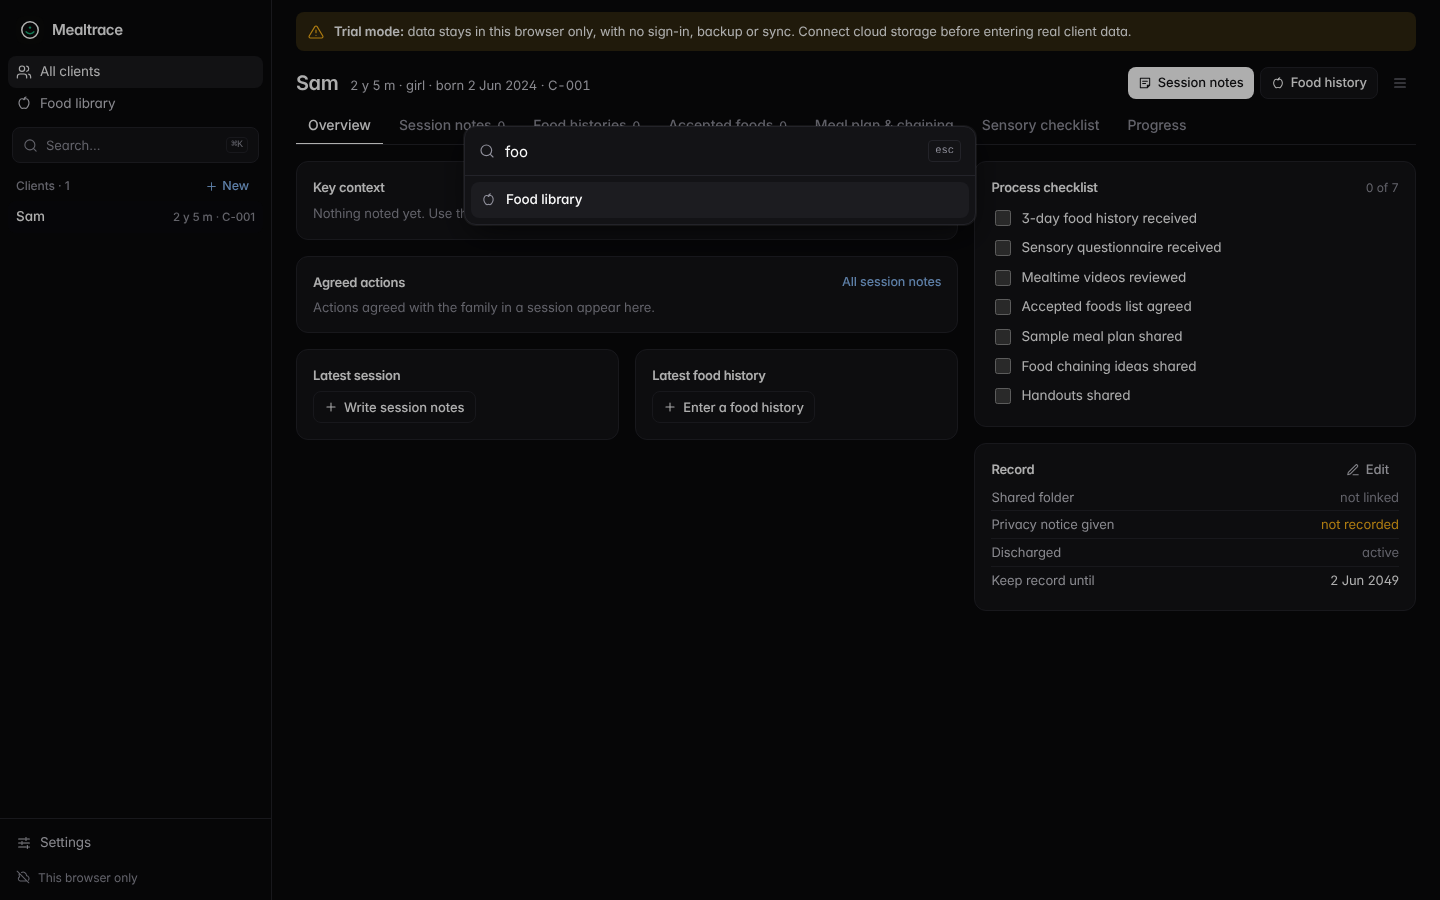 Mealtrace
All clients
Food library
Search...
⌘K
Clients · 1
+ New
Sam
2 y 5 m · C-001
Settings
This browser only
Trial mode: data stays in this browser only, with no sign-in, backup or sync. Connect cloud storage before entering real client data.
Sam 2 y 5 m · girl · born 2 Jun 2024 · C-001
Session notes
Food history
Overview
Session notes 0
Food histories 0
Accepted foods 0
Meal plan & chaining
Sensory checklist
Progress
foo
esc
Food library
Key context
Nothing noted yet. Use
Agreed actions
All session notes
Actions agreed with the family in a session appear here.
Latest session
+ Write session notes
Latest food history
+ Enter a food history
Process checklist
0 of 7
3-day food history received
Sensory questionnaire received
Mealtime videos reviewed
Accepted foods list agreed
Sample meal plan shared
Food chaining ideas shared
Handouts shared
Record
Edit
Shared folder
not linked
Privacy notice given
not recorded
Discharged
active
Keep record until
2 Jun 2049